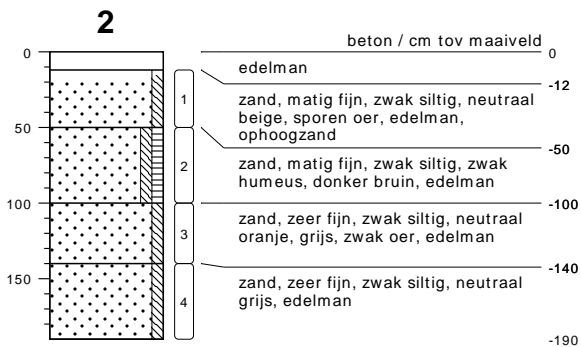 2
beton / cm tov maaiveld
0
0
edelman
-12
1
zand, matig fijn, zwak siltig, neutraal
beige, sporen oer, edelman,
ophoogzand
50
-50
2
zand, matig fijn, zwak siltig, zwak
humeus, donker bruin, edelman
100
-100
3
zand, zeer fijn, zwak siltig, neutraal
oranje, grijs, zwak oer, edelman
-140
150
4
zand, zeer fijn, zwak siltig, neutraal
grijs, edelman
-190